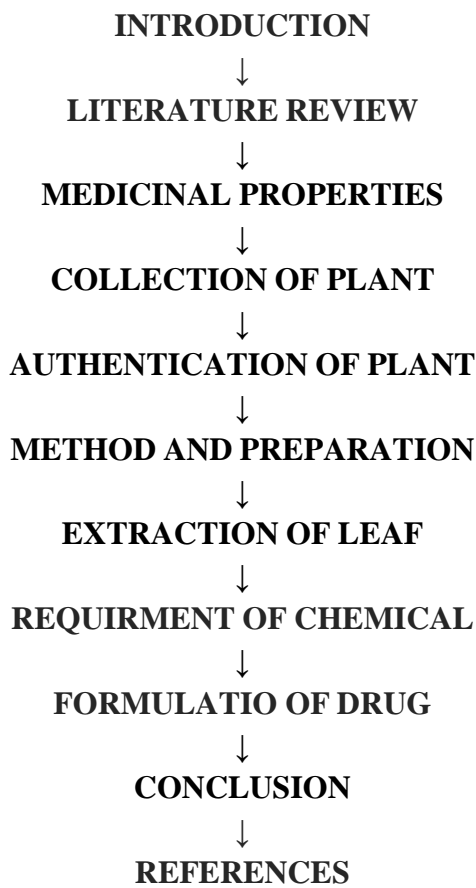 INTRODUCTION
↓
LITERATURE REVIEW
↓
MEDICINAL PROPERTIES
↓
COLLECTION OF PLANT
↓
AUTHENTICATION OF PLANT
↓
METHOD AND PREPARATION
↓
EXTRACTION OF LEAF
↓
REQUIRMENT OF CHEMICAL
↓
FORMULATIO OF DRUG
↓
CONCLUSION
↓
REFERENCES